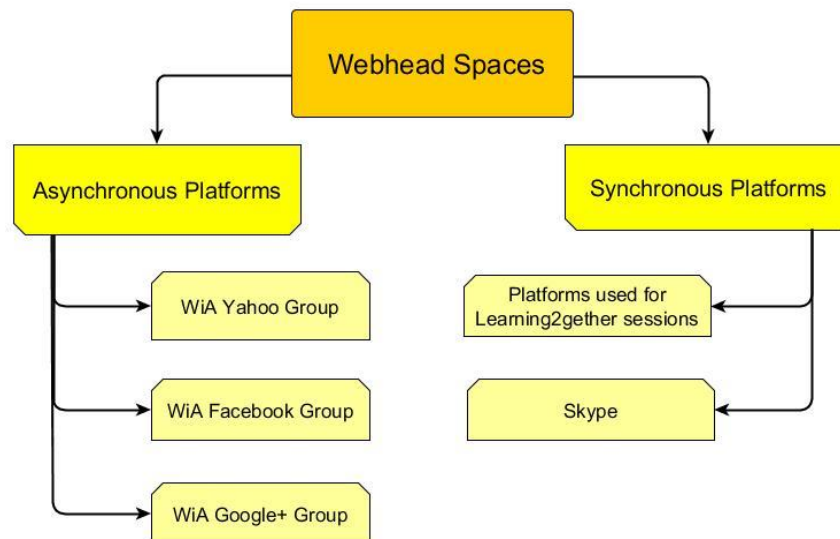 Webhead Spaces
Asynchronous Platforms
Synchronous Platforms
WiA Yahoo Group
Platforms used for
Learning2gether sessions
WiA Facebook Group
Skype
WiA Google+ Group